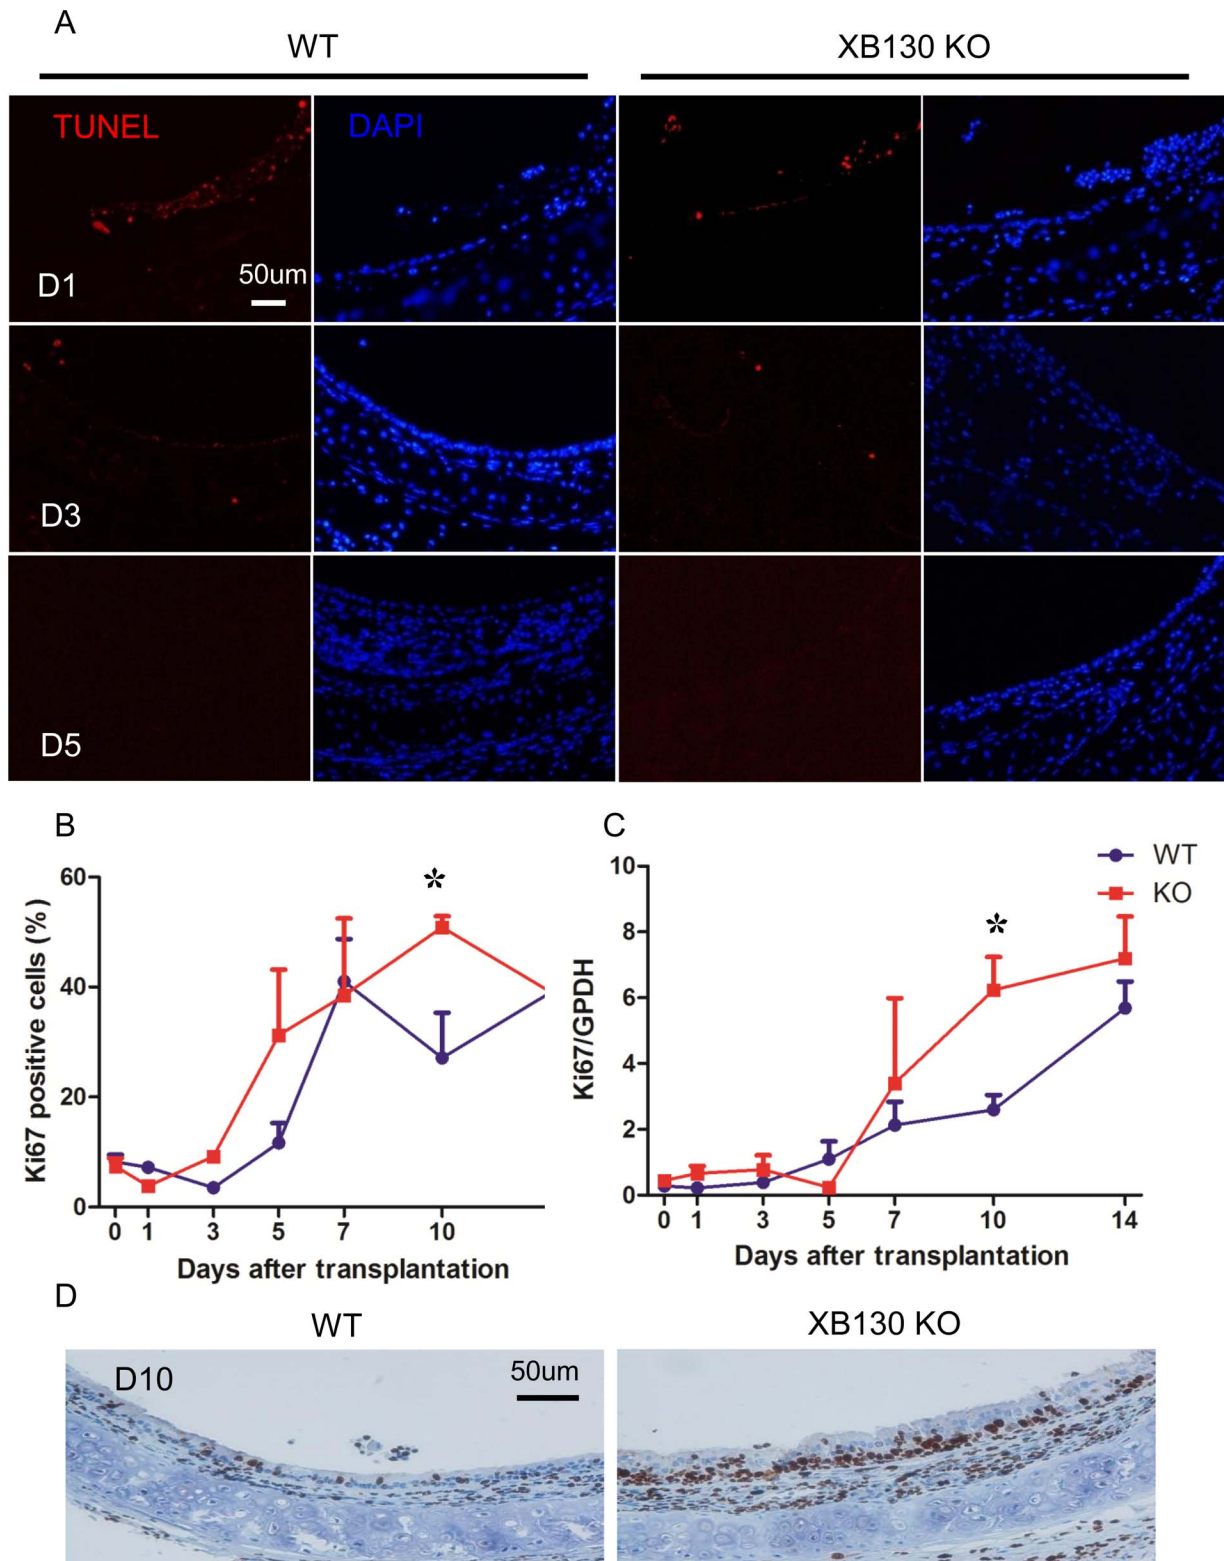 A
WT
XB130 KO
TUNEL
DAPI
D1
50um
D3
D5
B
60
40
20
0
Ki67 positive cells (%)
*
0 1 3 5 7 10
Days after transplantation
C
10
8
6
4
2
0
Ki67/GPDH
*
WT
KO
0 1 3 5 7 10 14
Days after transplantation
D
WT
XB130 KO
D10
50um